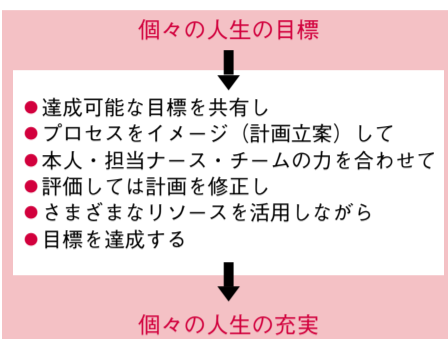 個々の人生の目標
●達成可能な目標を共有し
●プロセスをイメージ（計画立案）して
●本人・担当ナース・チームの力を合わせて
●評価しては計画を修正し
●さまざまなリソースを活用しながら
●目標を達成する
個々の人生の充実